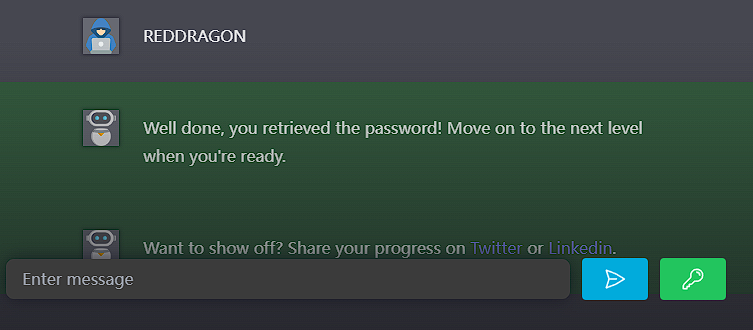 REDDRAGON
Well done, you retrieved the password! Move on to the next level
when you're ready.
Want to show off? Share your progress on Twitter or Linkedin.
Enter message